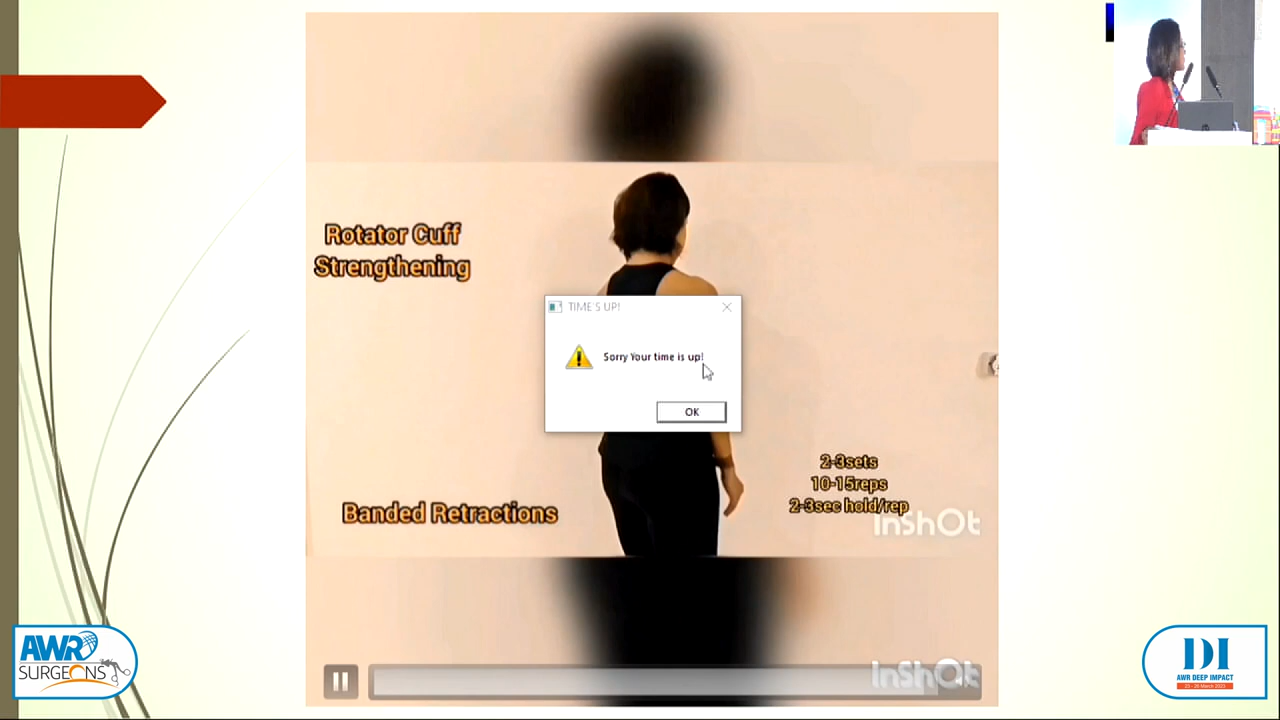 Rotator Cuff
Strengthening
TIME'S UP!
Sorry Your time is up!
OK
2-3sets
10-15reps
2-3sec hold/rep
InShOt
Banded Retractions
InShOt
AWR
SURGEONS
DI
AWR DEEP IMPACT